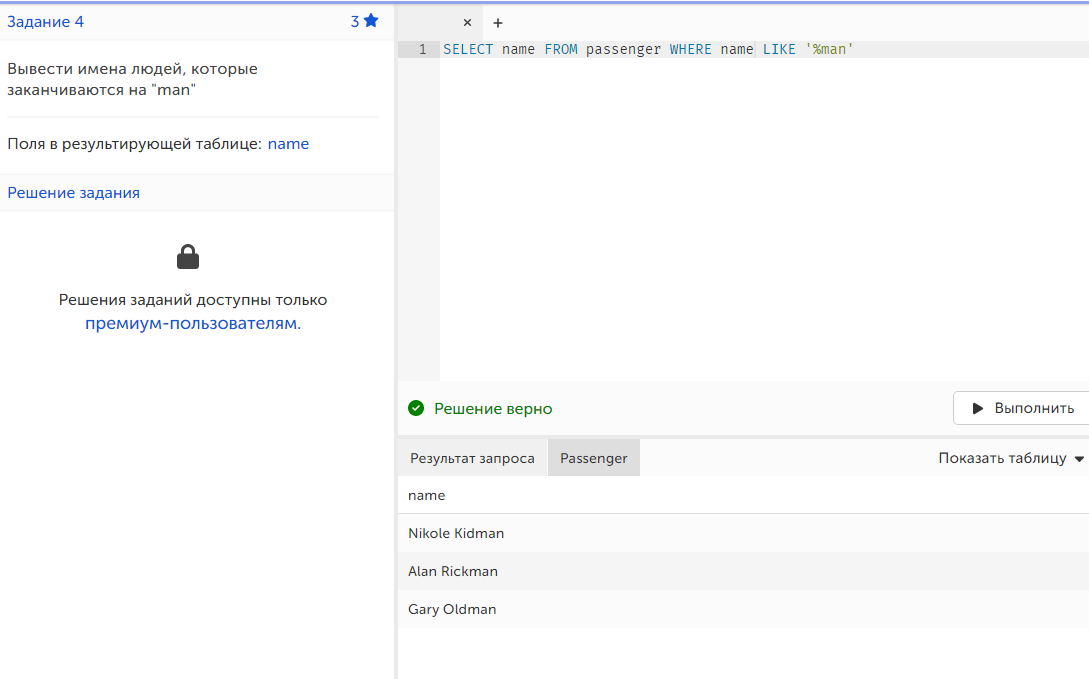 Задание 4
3
Вывести имена людей, которые
заканчиваются на "man"
Поля в результирующей таблице: name
Решение задания
Решения заданий доступны только
премиум-пользователям.
× +
1 SELECT name FROM passenger WHERE name LIKE '%man'
Решение верно
Выполнить
Результат запроса Passenger Показать таблицу
name
Nikole Kidman
Alan Rickman
Gary Oldman